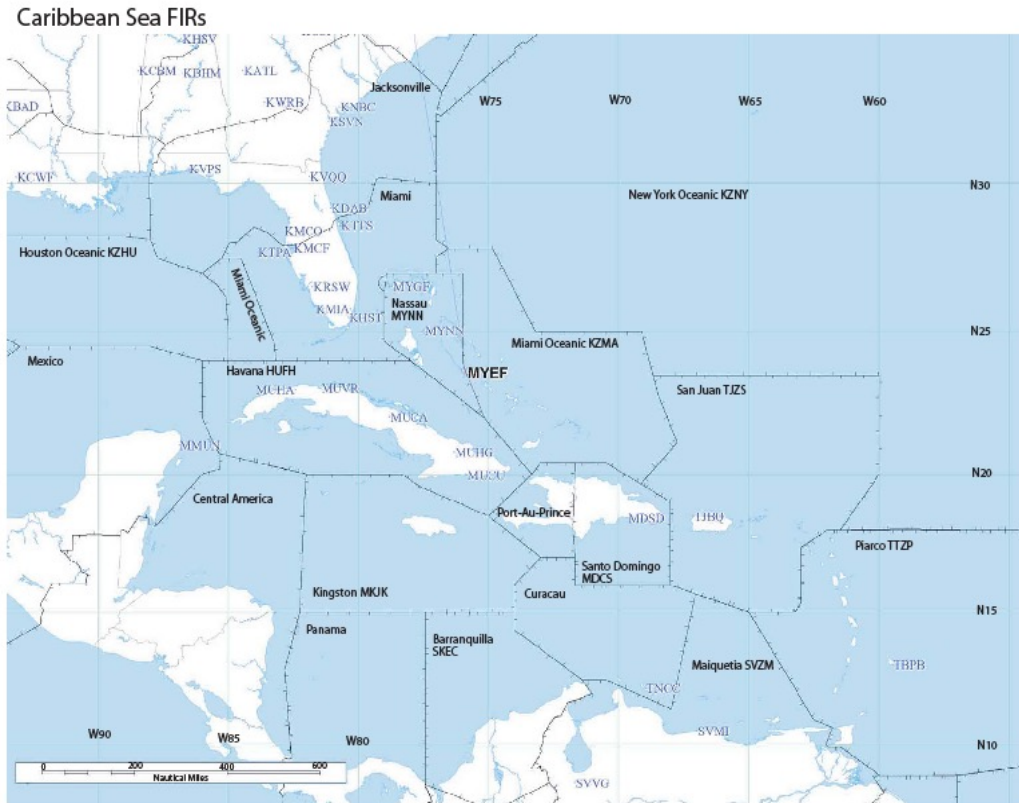 Caribbean Sea FIRs
KHSV
KCBM
KBHM
KATL
Jacksonville
W75
W70
W65
W60
KBAD
KWRB
KNBC
KSVN
KCWF
KVPS
KVQQ
Miami
New York Oceanic KZNY
N30
KDAB
KTTS
KMCO
KMCF
KTPA
Houston Oceanic KZHU
Miami Oceanic
KRSW
KMIA
KHST
MYGF
Nassau
MYNN
MYNN
Miami Oceanic KZMA
N25
Mexico
Havana HUFH
MYEF
MUHA
MUVR
San Juan TJZS
MUCA
MMUN
MUHG
MUCU
N20
Central America
Port-Au-Prince
MDSD
TJBQ
Piarco TTZP
Kingston MKJK
Santo Domingo
MDCS
Curacau
N15
Panama
Barranquilla
SKEC
Maiquetia SVZM
TBPB
TNCC
W90
W85
W80
SVMI
N10
0 200 400 600
Nautical Miles
SVVG